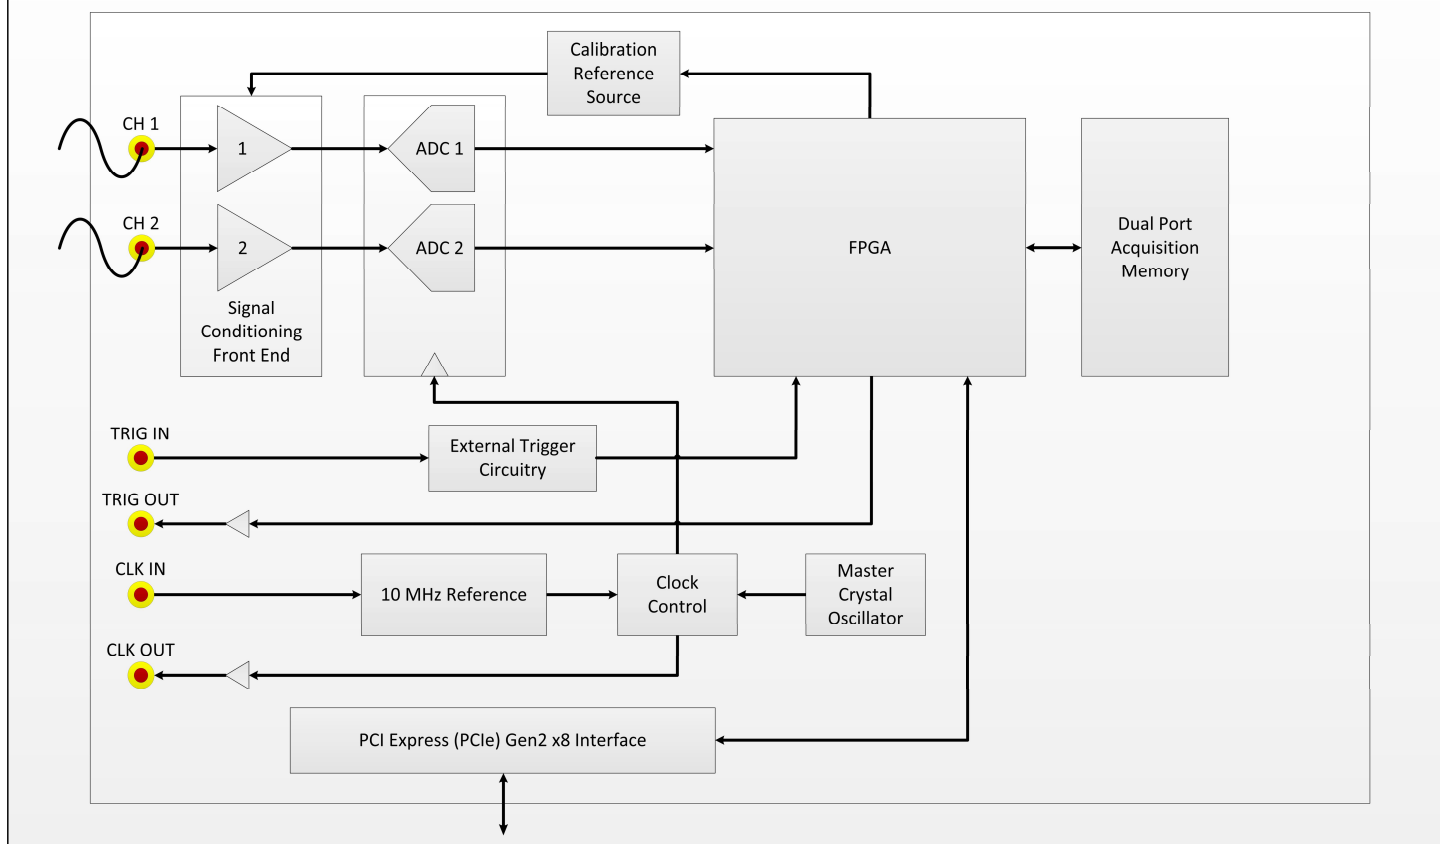 Calibration
Reference
Source
CH 1
1
ADC 1
CH 2
2
ADC 2
Signal
Conditioning
Front End
FPGA
Dual Port
Acquisition
Memory
TRIG IN
External Trigger
Circuitry
TRIG OUT
CLK IN
10 MHz Reference
Clock
Control
Master
Crystal
Oscillator
CLK OUT
PCI Express (PCIe) Gen2 x8 Interface